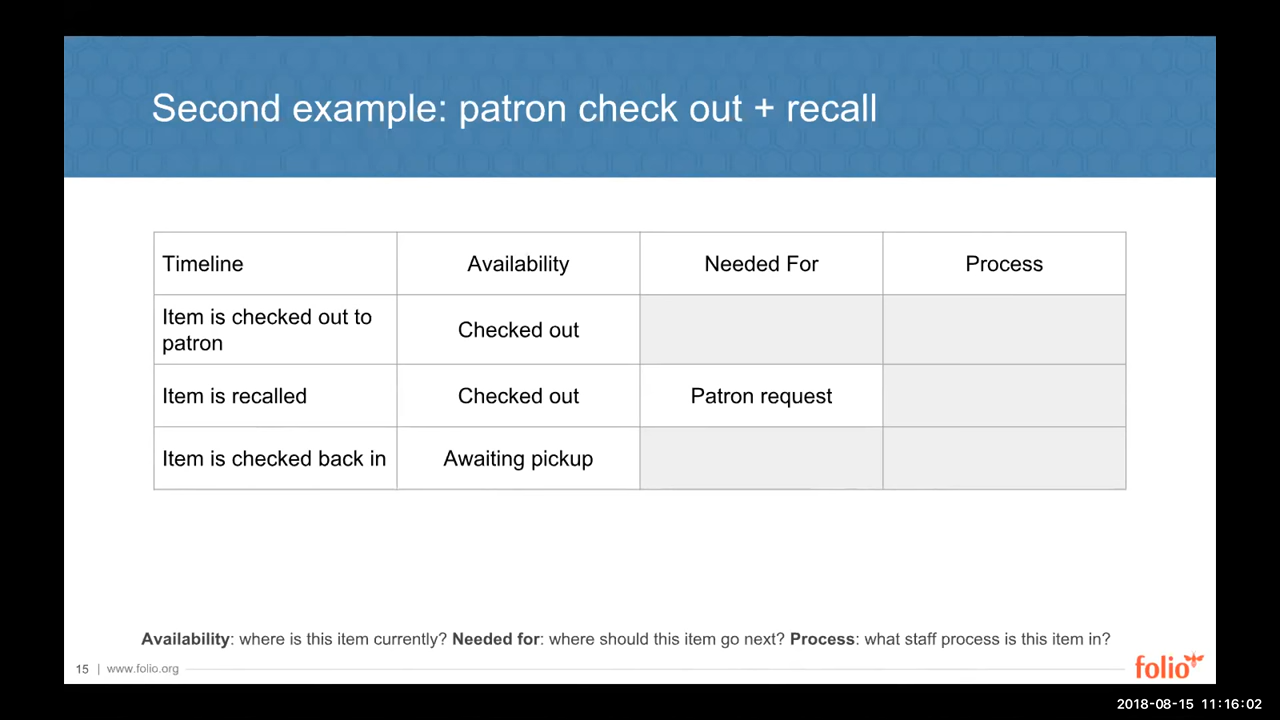 Second example: patron check out + recall
Timeline Availability Needed For Process
Item is checked out to
patron
Checked out
Item is recalled Checked out Patron request
Item is checked back in Awaiting pickup
Availability: where is this item currently? Needed for: where should this item go next? Process: what staff process is this item in?
15 | www.folio.org
folio
2018-08-15 11:16:02